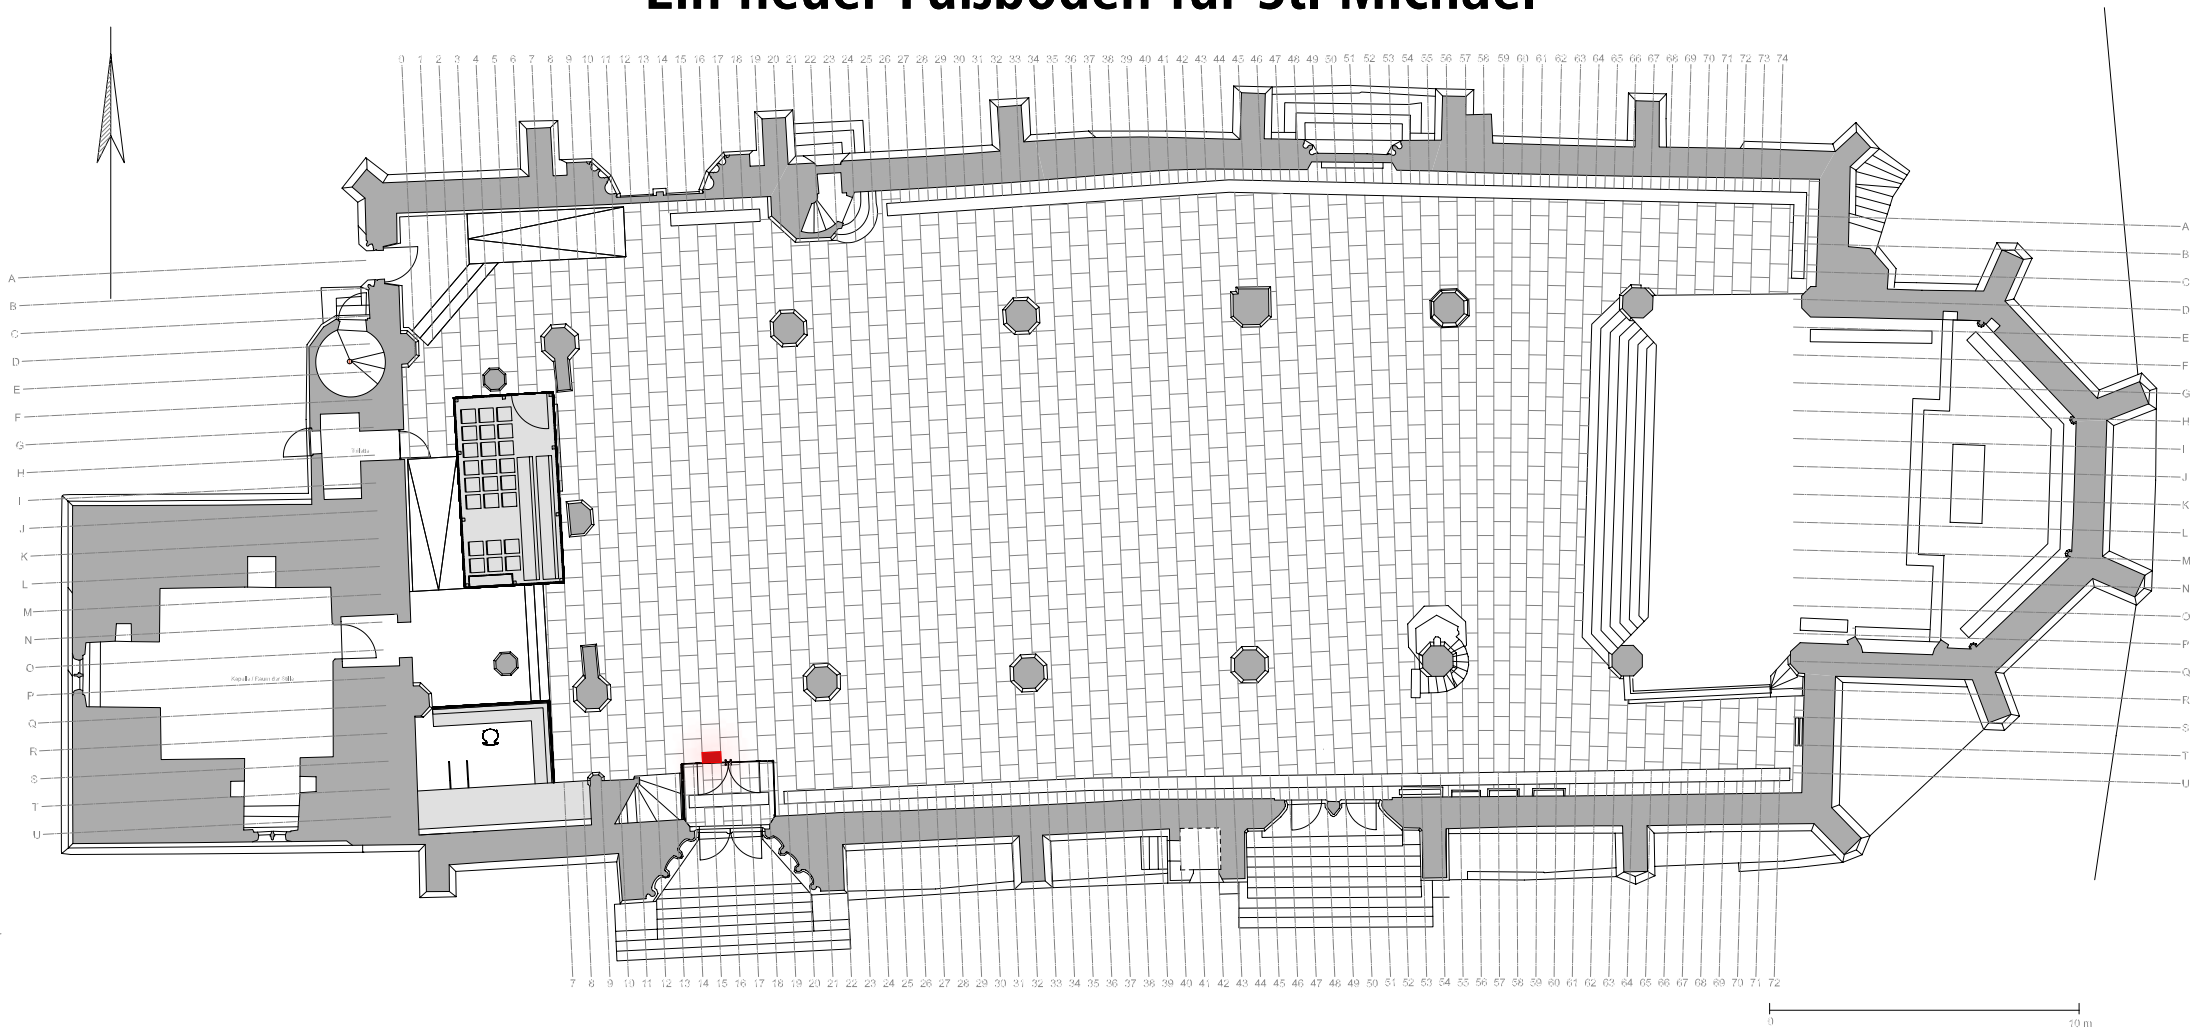 Ein neuer Fußboden für St. Michael
0 1 2 3 4 5 6 7 8 9 10 11 12 13 14 15 16 17 18 19 20 21 22 23 24 25 26 27 28 29 30 31 32 33 34 35 36 37 38 39 40 41 42 43 44 45 46 47 48 49 50 51 52 53 54 55 56 57 58 59 60 61 62 63 64 65 66 67 68 69 70 71 72 73 74
A
B
C
D
E
F
G
H
I
J
K
L
M
N
O
P
Q
R
S
T
U
Kapelle / Raum der Stille
A
B
C
D
E
F
G
H
I
J
K
L
M
N
O
P
Q
R
S
T
U
7 8 9 10 11 12 13 14 15 16 17 18 19 20 21 22 23 24 25 26 27 28 29 30 31 32 33 34 35 36 37 38 39 40 41 42 43 44 45 46 47 48 49 50 51 52 53 54 55 56 57 58 59 60 61 62 63 64 65 66 67 68 69 70 71 72
0 10 m